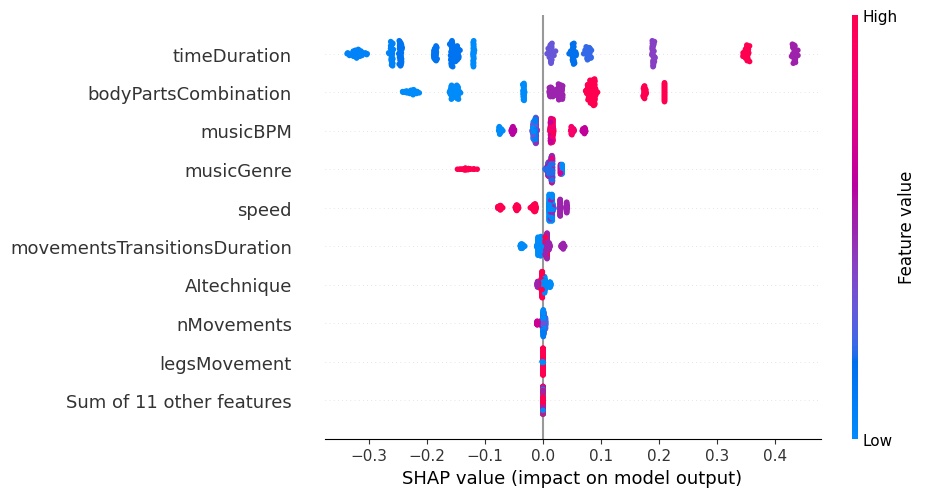 High
timeDuration
bodyPartsCombination
musicBPM
musicGenre
speed
movementsTransitionsDuration
AItechnique
nMovements
legsMovement
Sum of 11 other features
Feature value
Low
−0.3 −0.2 −0.1 0.0 0.1 0.2 0.3 0.4
SHAP value (impact on model output)